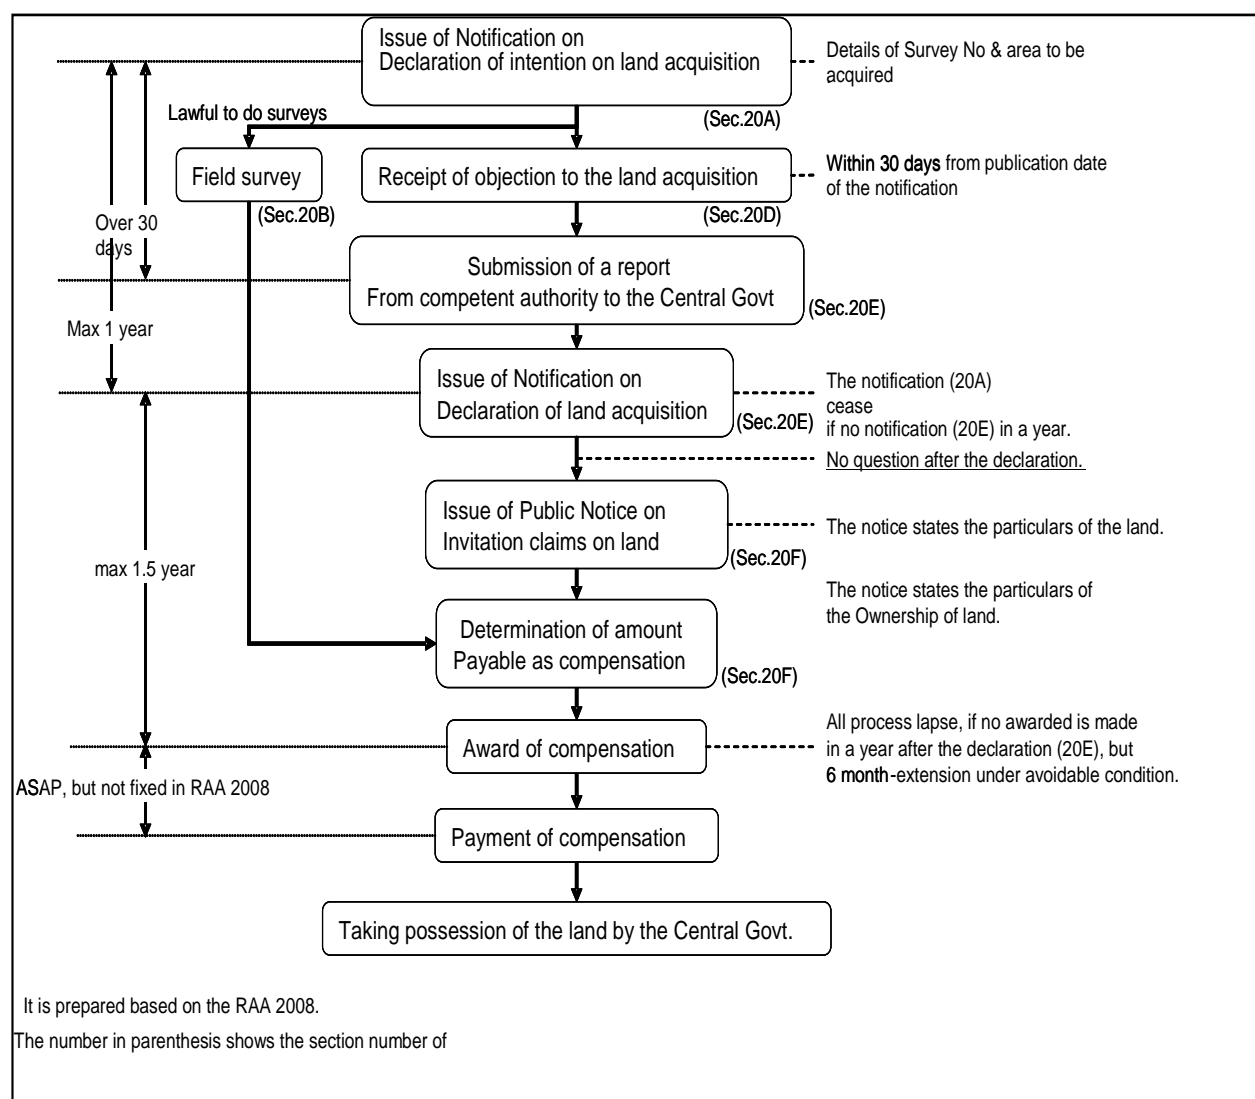 Issue of Notification on
Declaration of intention on land acquisition
Details of Survey No & area to be
acquired
(Sec.20A)
Lawful to do surveys
Field survey
(Sec.20B)
Receipt of objection to the land acquisition
(Sec.20D)
Within 30 days from publication date
of the notification
Over 30
days
Submission of a report
From competent authority to the Central Govt
(Sec.20E)
Max 1 year
Issue of Notification on
Declaration of land acquisition
(Sec.20E)
The notification (20A)
cease
if no notification (20E) in a year.
No question after the declaration.
Issue of Public Notice on
Invitation claims on land
(Sec.20F)
The notice states the particulars of the land.
max 1.5 year
The notice states the particulars of
the Ownership of land.
Determination of amount
Payable as compensation
(Sec.20F)
Award of compensation
All process lapse, if no awarded is made
in a year after the declaration (20E), but
6 month-extension under avoidable condition.
ASAP, but not fixed in RAA 2008
Payment of compensation
Taking possession of the land by the Central Govt.
It is prepared based on the RAA 2008.
The number in parenthesis shows the section number of